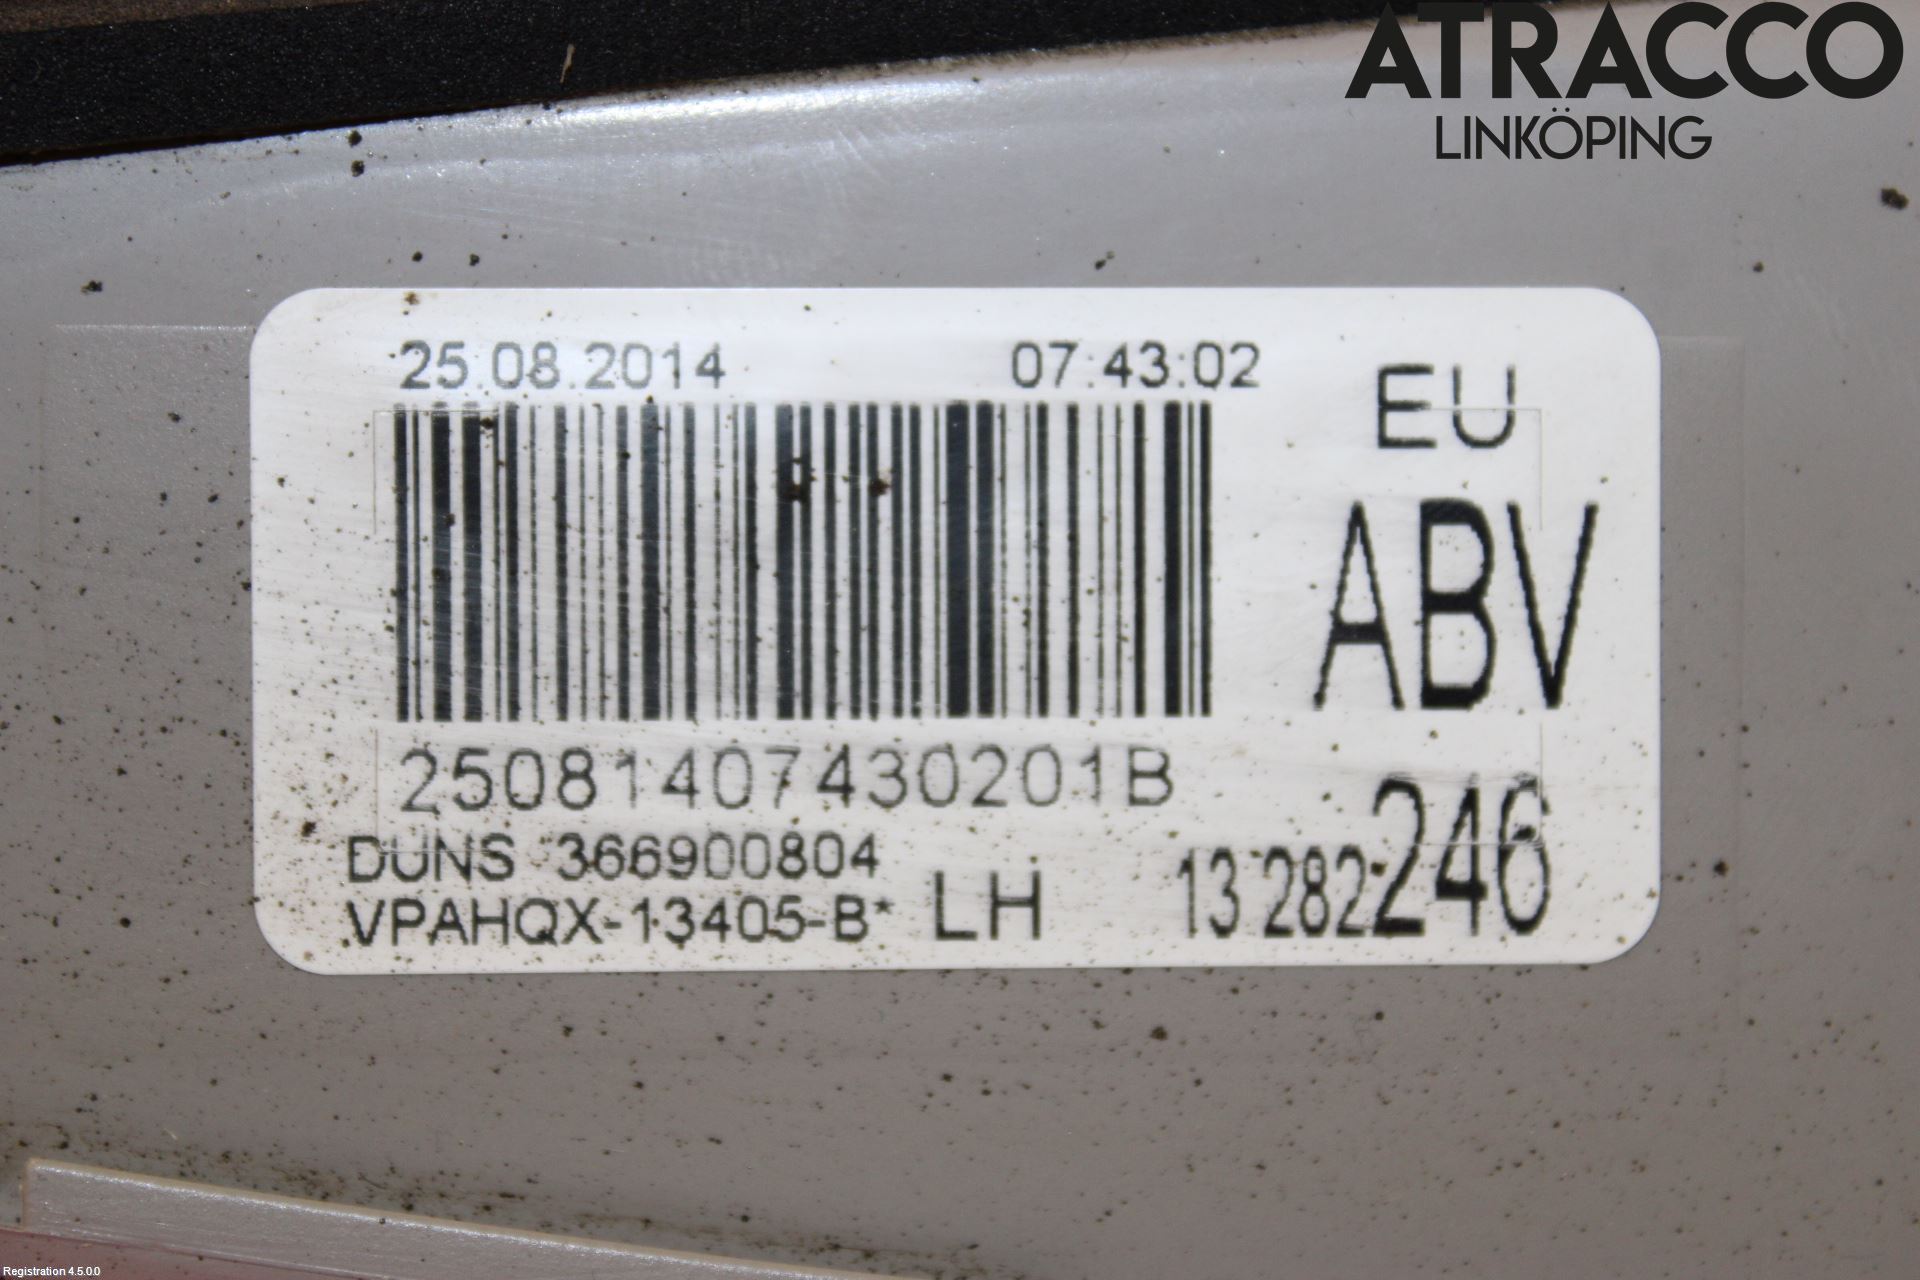 ATRACCO
LINKÖPING
25.08.2014 07:43:02
EU
ABV
25081407430201B
DUNS 366900804
VPAHQX-13405-B* LH 13 282 246
Registration 4.5.0.0